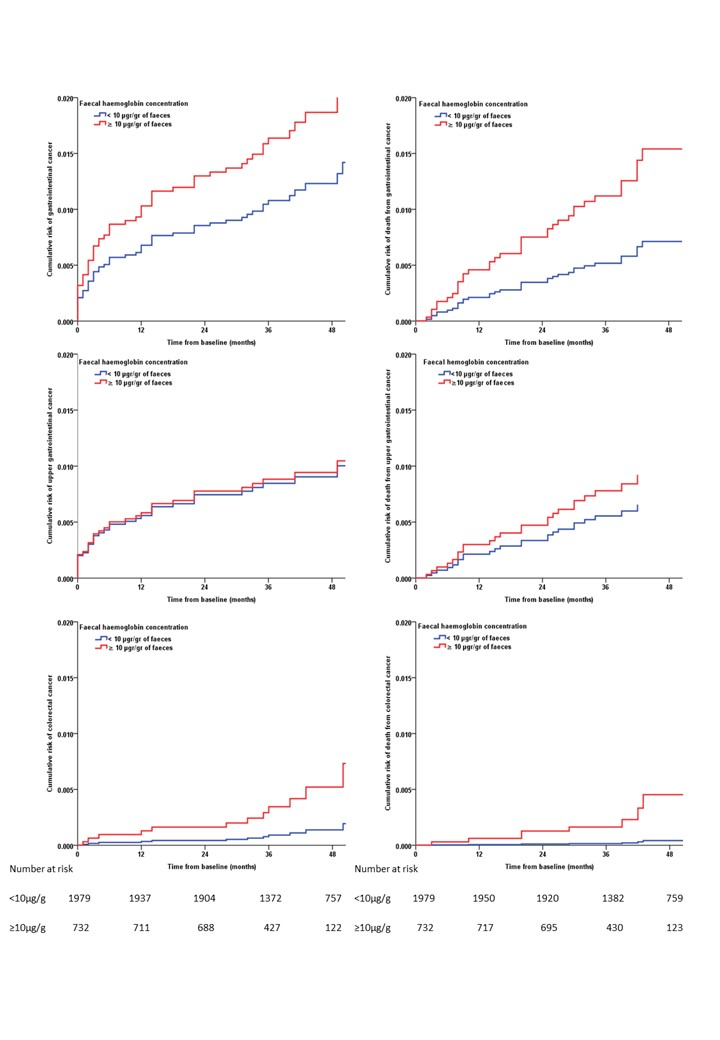 Faecal haemoglobin concentration
< 10 µgr/gr of faeces
≥ 10 µgr/gr of faeces
Cumulative risk of gastrointestinal cancer
0.020
0.015
0.010
0.005
0.000
0 12 24 36 48
Time from baseline (months)
Faecal haemoglobin concentration
< 10 µgr/gr of faeces
≥ 10 µgr/gr of faeces
Cumulative risk of death from gastrointestinal cancer
0.020
0.015
0.010
0.005
0.000
0 12 24 36 48
Time from baseline (months)
Faecal haemoglobin concentration
< 10 µgr/gr of faeces
≥ 10 µgr/gr of faeces
Cumulative risk of upper gastrointestinal cancer
0.020
0.015
0.010
0.005
0.000
0 12 24 36 48
Time from baseline (months)
Faecal hemoglobin concentration
<10 µgr/gr of faeces
≥10 µgr/gr of faeces
Cumulative risk of death from upper gastrointestinal cancer
0.020
0.015
0.010
0.005
0.000
0 12 24 36 48
Time from baseline (months)
Faecal haemoglobin concentration
< 10 µgr/gr of faeces
≥ 10 µgr/gr of faeces
Cumulative risk of colorectal cancer
0.020
0.015
0.010
0.005
0.000
0 12 24 36 48
Time from baseline (months)
Faecal haemoglobin concentration
< 10 µgr/gr of faeces
≥ 10 µgr/gr of faeces
Cumulative risk of death from colorectal cancer
0.020
0.015
0.010
0.005
0.000
0 12 24 36 48
Time from baseline (months)
Number at risk
<10µg/g 1979 1937 1904 1372 757
≥10µg/g 732 711 688 427 122
Number at risk
<10µg/g 1979 1950 1920 1382 759
≥10µg/g 732 717 695 430 123